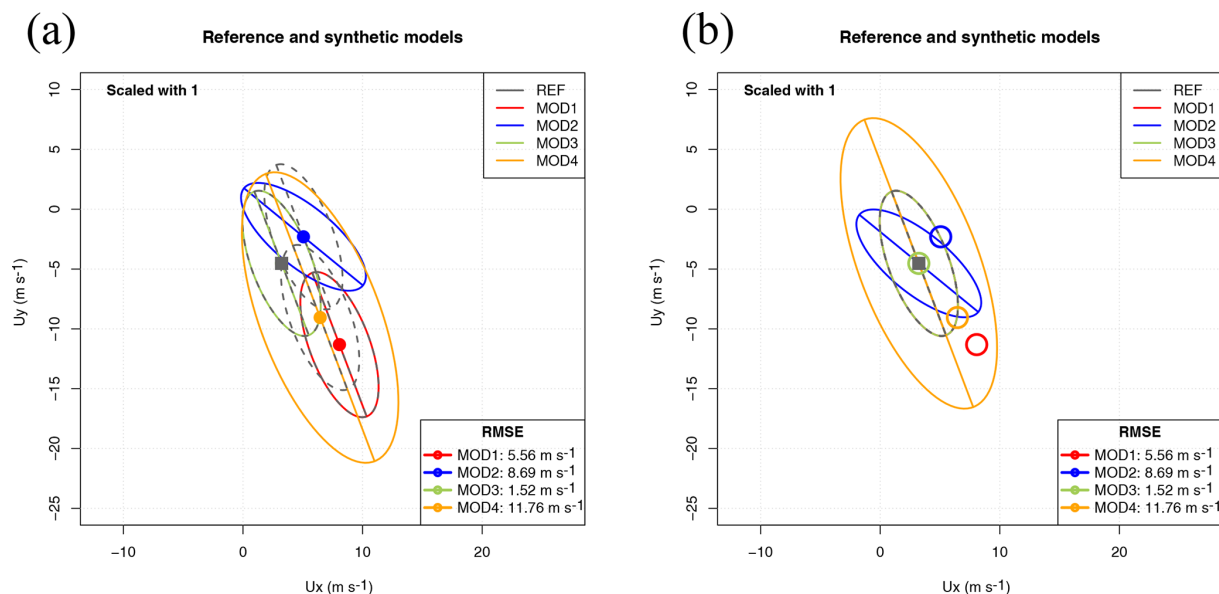 (a)
Reference and synthetic models
Scaled with 1
REF
MOD1
MOD2
MOD3
MOD4
10
5
0
−5
−10
−15
−20
−25
Uy (m s-1)
RMSE
MOD1: 5.56 m s-1
MOD2: 8.69 m s-1
MOD3: 1.52 m s-1
MOD4: 11.76 m s-1
−10 0 10 20
Ux (m s-1)
(b)
Reference and synthetic models
Scaled with 1
REF
MOD1
MOD2
MOD3
MOD4
10
5
0
−5
−10
−15
−20
−25
Uy (m s-1)
RMSE
MOD1: 5.56 m s-1
MOD2: 8.69 m s-1
MOD3: 1.52 m s-1
MOD4: 11.76 m s-1
−10 0 10 20
Ux (m s-1)